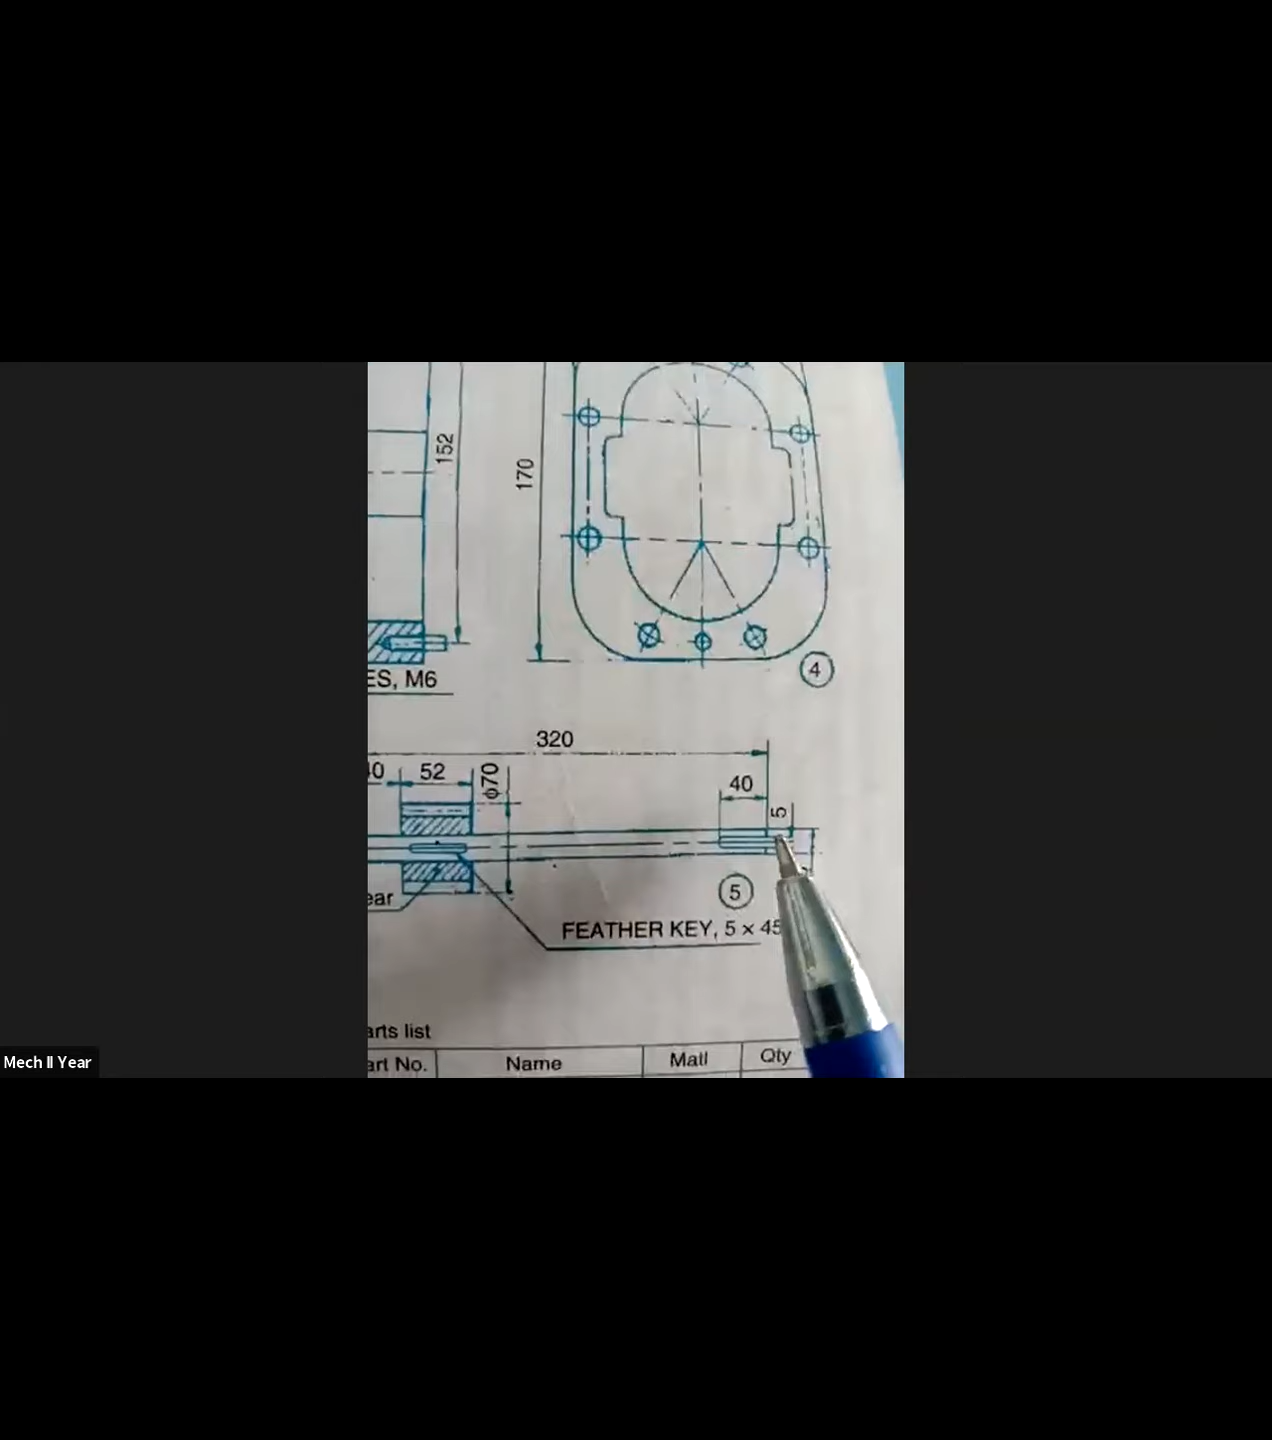 152
170
ES, M6
4
320
40
52
ϕ70
40
5
ear
5
FEATHER KEY, 5 × 45
arts list
art No. Name Matl Qty
Mech II Year